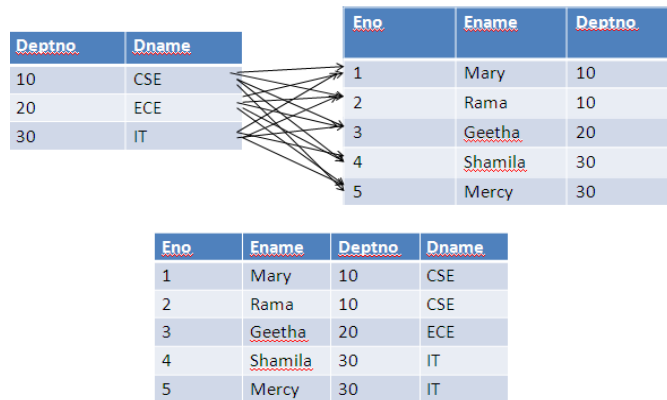 Deptno Dname
10 CSE
20 ECE
30 IT
Eno Ename Deptno
1 Mary 10
2 Rama 10
3 Geetha 20
4 Shamila 30
5 Mercy 30
Eno Ename Deptno Dname
1 Mary 10 CSE
2 Rama 10 CSE
3 Geetha 20 ECE
4 Shamila 30 IT
5 Mercy 30 IT